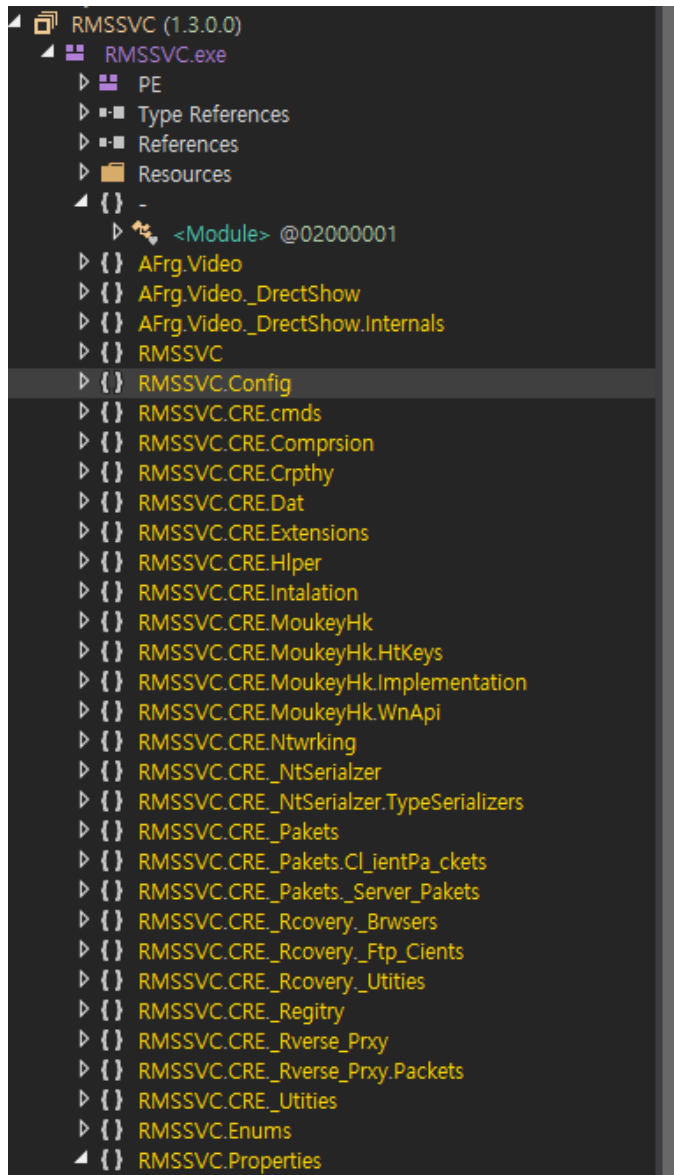 RMSSVC (1.3.0.0)
RMSSVC.exe
PE
Type References
References
Resources
{ } -
<Module> @02000001
{ } AFrg.Video
{ } AFrg.Video._DrectShow
{ } AFrg.Video._DrectShow.Internals
{ } RMSSVC
{ } RMSSVC.Config
{ } RMSSVC.CRE.cmds
{ } RMSSVC.CRE.Comprsion
{ } RMSSVC.CRE.Crpthy
{ } RMSSVC.CRE.Dat
{ } RMSSVC.CRE.Extensions
{ } RMSSVC.CRE.Hlper
{ } RMSSVC.CRE.Intalation
{ } RMSSVC.CRE.MoukeyHk
{ } RMSSVC.CRE.MoukeyHk.HtKeys
{ } RMSSVC.CRE.MoukeyHk.Implementation
{ } RMSSVC.CRE.MoukeyHk.WnApi
{ } RMSSVC.CRE.Ntwrking
{ } RMSSVC.CRE._NtSerialzer
{ } RMSSVC.CRE._NtSerialzer.TypeSerializers
{ } RMSSVC.CRE._Pakets
{ } RMSSVC.CRE._Pakets.Cl_ientPa_ckets
{ } RMSSVC.CRE._Pakets._Server_Pakets
{ } RMSSVC.CRE._Rcovery._Brwsers
{ } RMSSVC.CRE._Rcovery._Ftp_Cients
{ } RMSSVC.CRE._Rcovery._Utities
{ } RMSSVC.CRE._Regitry
{ } RMSSVC.CRE._Rverse_Prxy
{ } RMSSVC.CRE._Rverse_Prxy.Packets
{ } RMSSVC.CRE._Utities
{ } RMSSVC.Enums
{ } RMSSVC.Properties